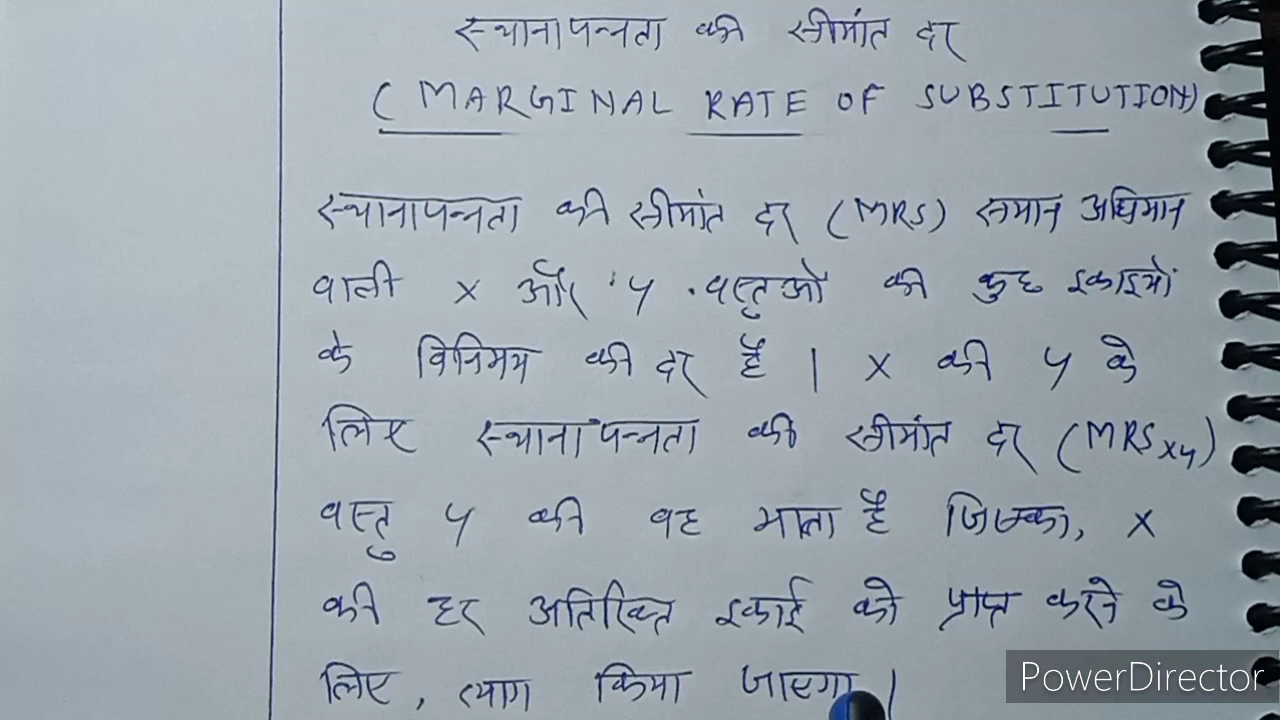 स्थानापन्नता की सीमांत दर
(MARGINAL RATE OF SUBSTITUTION)
स्थानापन्नता की सीमांत दर (MRS) समान अधिमान
वाली X और 'y' वस्तुओं की कुछ इकाइयों
के विनिमय की दर है । X की y के
लिए स्थानापन्नता की सीमांत दर (MRSxy)
वस्तु y की वह मात्रा है जिसका, X
की हर अतिरिक्त इकाई को प्राप्त करने के
लिए, त्याग किया जाएगा ।
PowerDirector